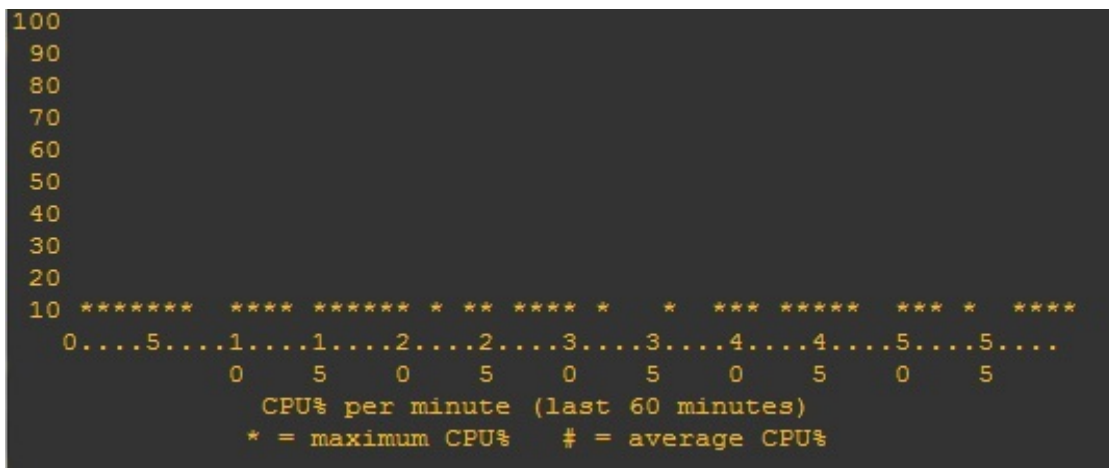 100
 90
 80
 70
 60
 50
 40
 30
 20
 10 *******  **** ****** * ** **** *   *  *** *****  *** *  ****
   0....5....1....1....2....2....3....3....4....4....5....5....
             0    5    0    5    0    5    0    5    0    5
               CPU% per minute (last 60 minutes)
              * = maximum CPU%   # = average CPU%